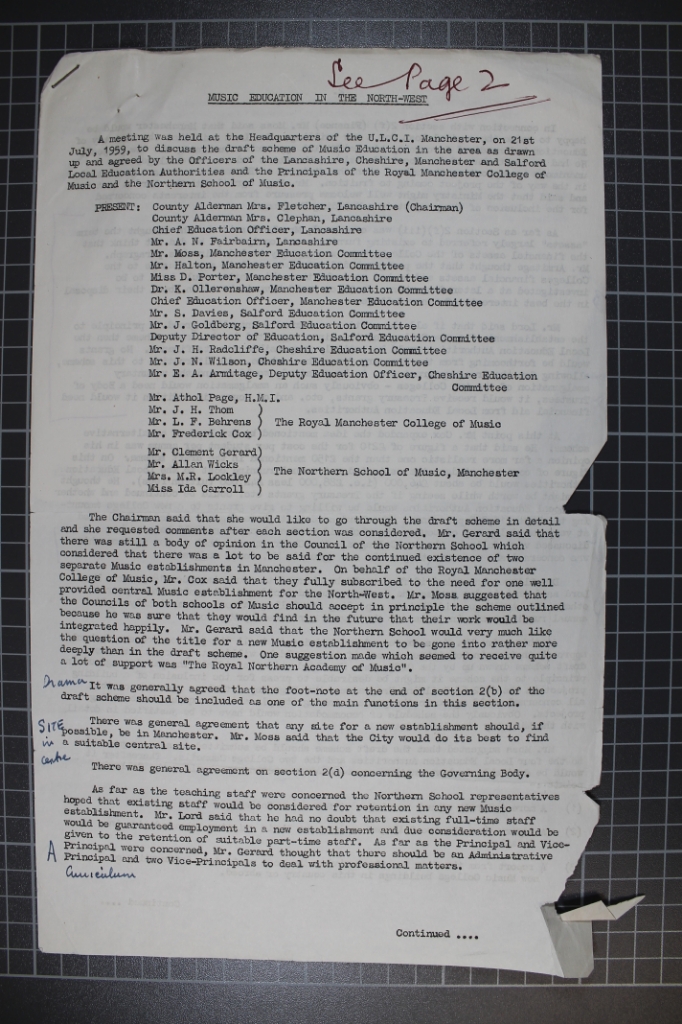 See Page 2
MUSIC EDUCATION IN THE NORTH-WEST
A meeting was held at the Headquarters of the U.L.C.I. Manchester, on 21st
July, 1959, to discuss the draft scheme of Music Education in the area as drawn
up and agreed by the Officers of the Lancashire, Cheshire, Manchester and Salford
Local Education Authorities and the Principals of the Royal Manchester College of
Music and the Northern School of Music.
PRESENT: County Alderman Mrs. Fletcher, Lancashire (Chairman)
County Alderman Mrs. Clephan, Lancashire
Chief Education Officer, Lancashire
Mr. A. N. Fairbairn, Lancashire
Mr. Moss, Manchester Education Committee
Mr. Halton, Manchester Education Committee
Miss D. Porter, Manchester Education Committee
Dr. K. Ollerenshaw, Manchester Education Committee
Chief Education Officer, Manchester Education Committee
Mr. S. Davies, Salford Education Committee
Mr. J. Goldberg, Salford Education Committee
Deputy Director of Education, Salford Education Committee
Mr. J. H. Radcliffe, Cheshire Education Committee
Mr. J. N. Wilson, Cheshire Education Committee
Mr. E. A. Armitage, Deputy Education Officer, Cheshire Education
Committee
Mr. Athol Page, H.M.I.
Mr. J. H. Thom )
Mr. L. F. Behrens ) The Royal Manchester College of Music
Mr. Frederick Cox )
Mr. Clement Gerard)
Mr. Allan Wicks )
Mrs. M.R. Lockley ) The Northern School of Music, Manchester
Miss Ida Carroll )
The Chairman said that she would like to go through the draft scheme in detail
and she requested comments after each section was considered. Mr. Gerard said that
there was still a body of opinion in the Council of the Northern School which
considered that there was a lot to be said for the continued existence of two
separate Music establishments in Manchester. On behalf of the Royal Manchester
College of Music, Mr. Cox said that they fully subscribed to the need for one well
provided central Music establishment for the North-West. Mr. Moss suggested that
the Councils of both schools of Music should accept in principle the scheme outlined
because he was sure that they would find in the future that their work would be
integrated happily. Mr. Gerard said that the Northern School would very much like
the question of the title for a new Music establishment to be gone into rather more
deeply than in the draft scheme. One suggestion made which seemed to receive quite
a lot of support was "The Royal Northern Academy of Music".
Drama It was generally agreed that the foot-note at the end of section 2(b) of the
draft scheme should be included as one of the main functions in this section.
SITE There was general agreement that any site for a new establishment should, if
possible, be in Manchester. Mr. Moss said that the City would do its best to find
in a suitable central site.
centre
There was general agreement on section 2(d) concerning the Governing Body.
As far as the teaching staff were concerned the Northern School representatives
hoped that existing staff would be considered for retention in any new Music
establishment. Mr. Lord said that he had no doubt that existing full-time staff
would be guaranteed employment in a new establishment and due consideration would be
given to the retention of suitable part-time staff. As far as the Principal and Vice-
Principal were concerned, Mr. Gerard thought that there should be an Administrative
A Principal and two Vice-Principals to deal with professional matters.
Curriculum
Continued ....